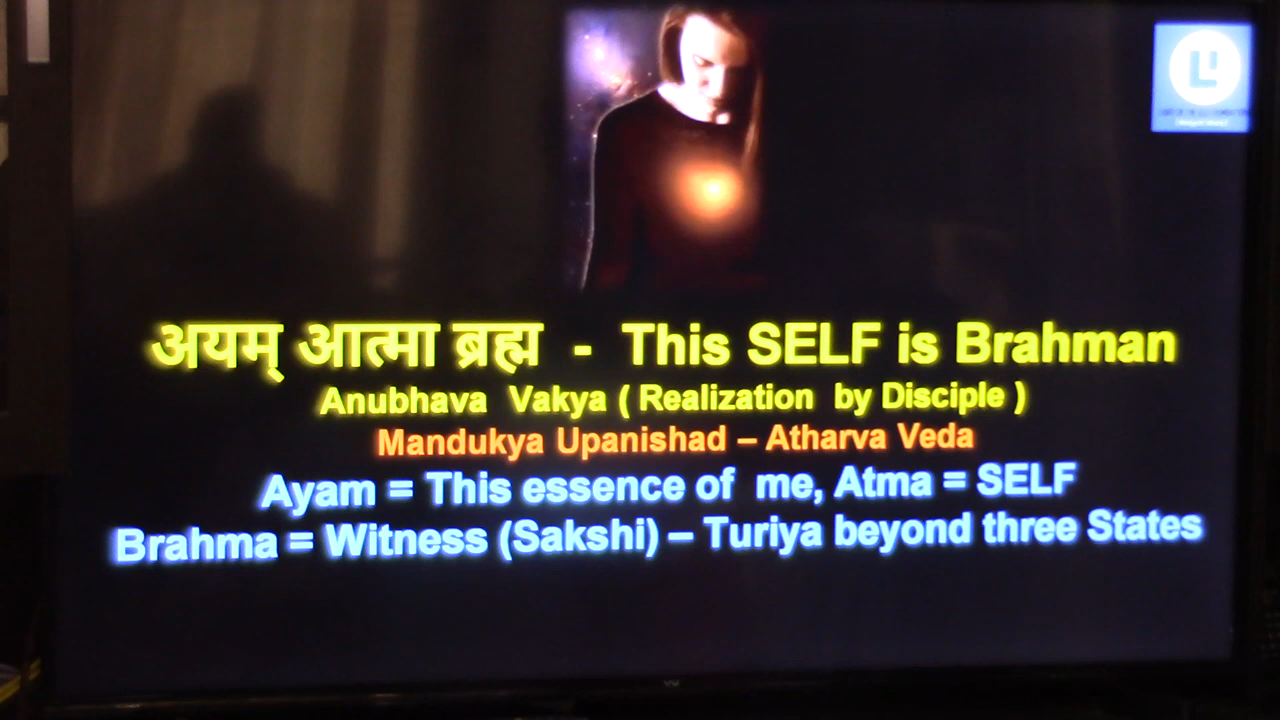 अयम् आत्मा ब्रह्म - This SELF is Brahman
Anubhava Vakya ( Realization by Disciple )
Mandukya Upanishad – Atharva Veda
Ayam = This essence of me, Atma = SELF
Brahma = Witness (Sakshi) – Turiya beyond three States